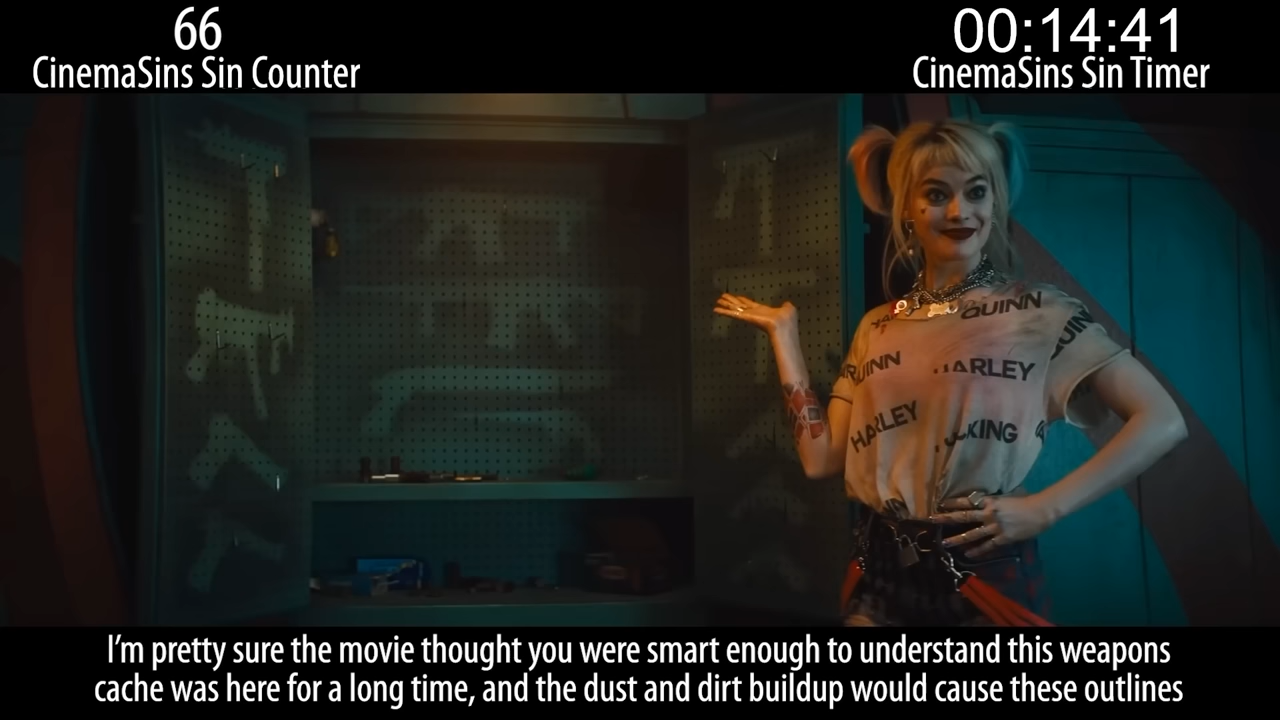 66
CinemaSins Sin Counter
00:14:41
CinemaSins Sin Timer
QUINN
QUINN
HARLEY
HARLEY
I'm pretty sure the movie thought you were smart enough to understand this weapons
cache was here for a long time, and the dust and dirt buildup would cause these outlines